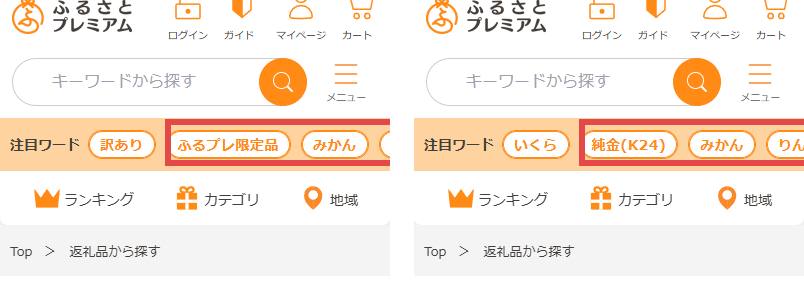 ふるさと
プレミアム
ログイン ガイド マイページ カート
キーワードから探す
メニュー
注目ワード 訳あり ふるプレ限定品 みかん
ランキング カテゴリ 地域
Top > 返礼品から探す
ふるさと
プレミアム
ログイン ガイド マイページ カート
キーワードから探す
メニュー
注目ワード いくら 純金(K24) みかん りん
ランキング カテゴリ 地域
Top > 返礼品から探す